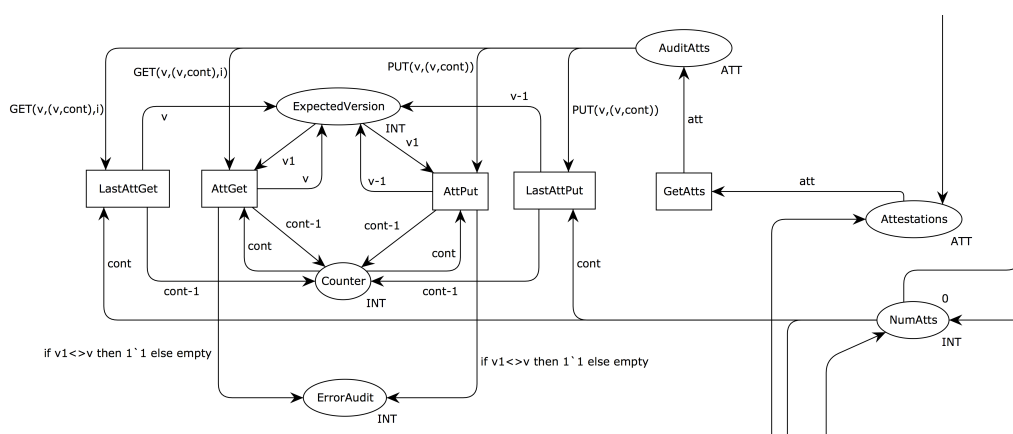 AuditAtts
ATT
PUT(v,(v,cont))
GET(v,(v,cont),i)
GET(v,(v,cont),i)
ExpectedVersion
INT
v-1
PUT(v,(v,cont))
v
v1
v1
att
LastAttGet
AttGet
v
v-1
AttPut
LastAttPut
GetAtts
att
Attestations
ATT
cont-1
cont-1
cont
cont
cont
cont
Counter
INT
cont-1
cont-1
0
NumAtts
INT
if v1<>v then 1`1 else empty
if v1<>v then 1`1 else empty
ErrorAudit
INT